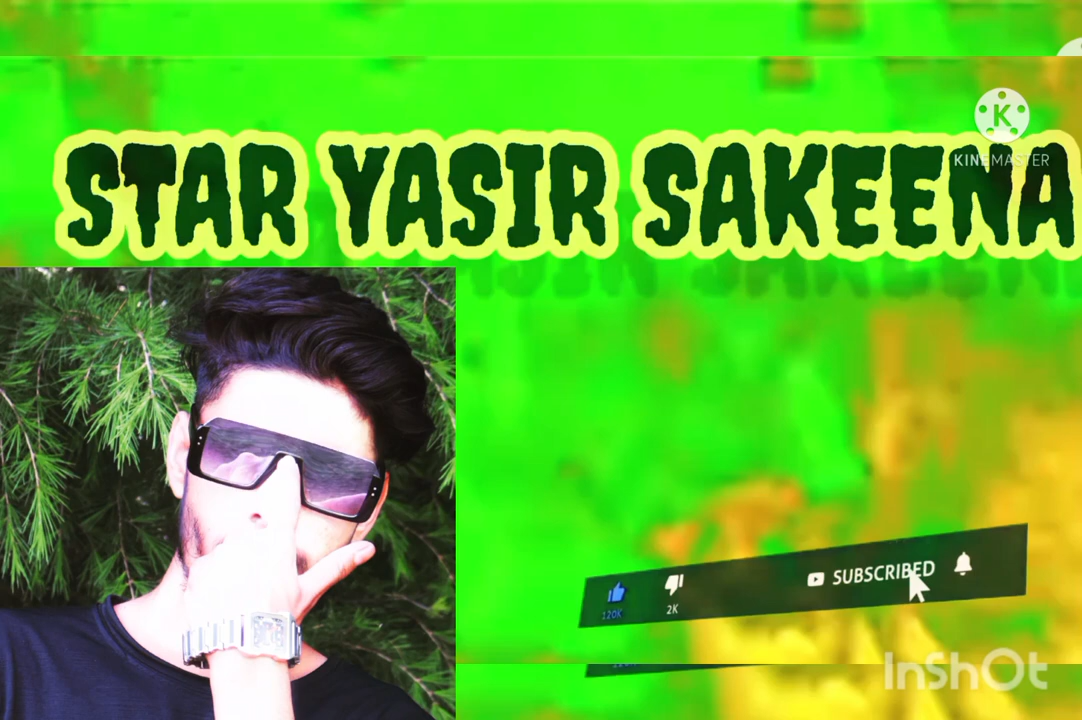 K
KINEMASTER
STAR YASIR SAKEENA
120K
2K
SUBSCRIBED
InShOt